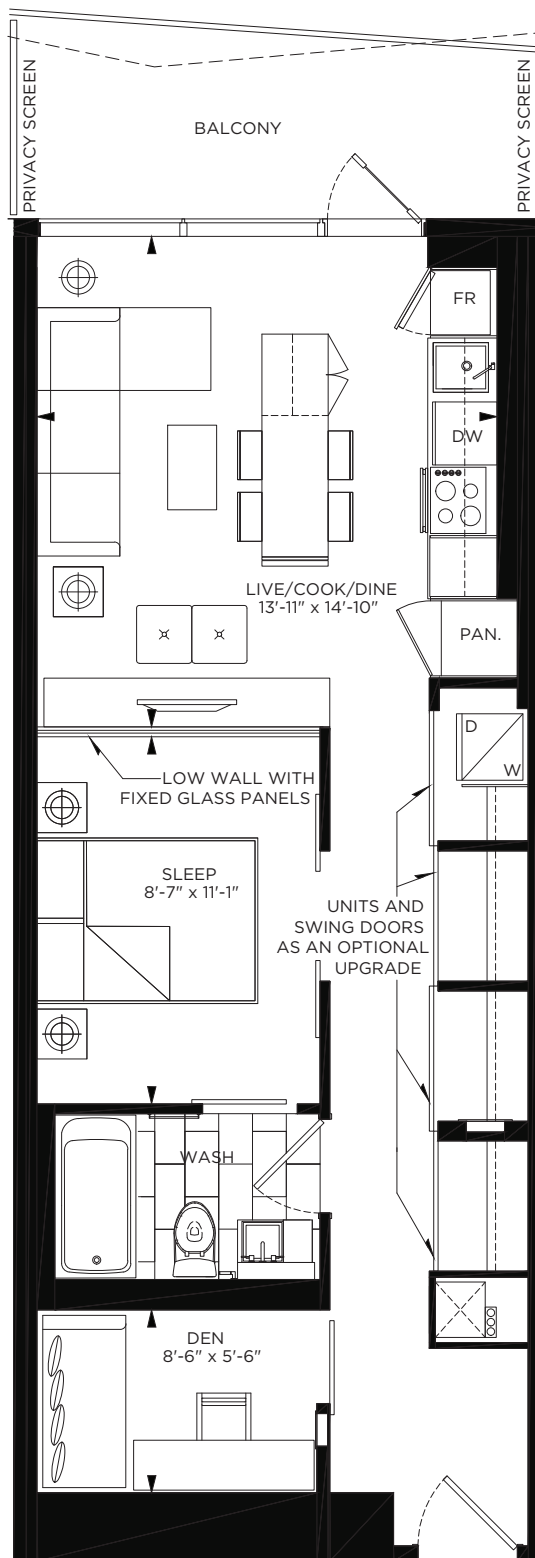 PRIVACY SCREEN
PRIVACY SCREEN
BALCONY
FR
DW
LIVE/COOK/DINE
13'-11" x 14'-10"
PAN.
D
W
LOW WALL WITH
FIXED GLASS PANELS
SLEEP
8'-7" x 11'-1"
UNITS AND
SWING DOORS
AS AN OPTIONAL
UPGRADE
WASH
DEN
8'-6" x 5'-6"